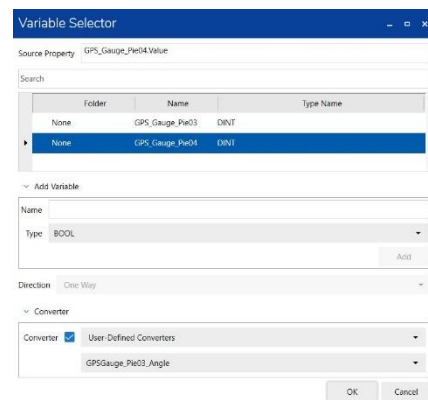 Variable Selector
Source Property GPS_Gauge_Pie04.Value
Search
Folder Name Type Name
None GPS_Gauge_Pie03 DINT
None GPS_Gauge_Pie04 DINT
Add Variable
Name
Type BOOL
Add
Direction One Way
Converter
Converter User-Defined Converters
GPSGauge_Pie03_Angle
OK Cancel